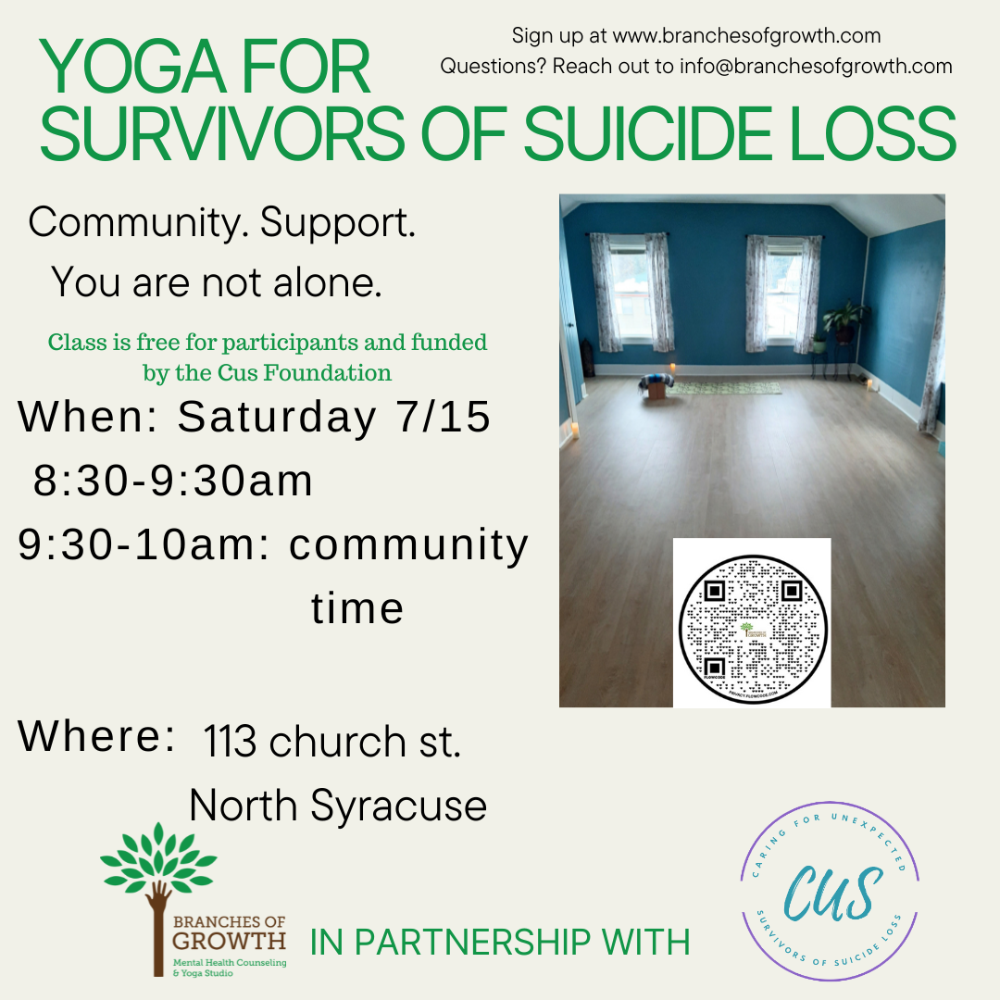 Sign up at www.branchesofgrowth.com
Questions? Reach out to info@branchesofgrowth.com
YOGA FOR
SURVIVORS OF SUICIDE LOSS
Community. Support.
You are not alone.
Class is free for participants and funded
by the Cus Foundation
When: Saturday 7/15
8:30-9:30am
9:30-10am: community
time
Where: 113 church st.
North Syracuse
BRANCHES OF
GROWTH
FLOWCODE
PRIVACY.FLOWCODE.COM
BRANCHES OF
GROWTH
Mental Health Counseling
& Yoga Studio
IN PARTNERSHIP WITH
CARING FOR UNEXPECTED
CUS
SURVIVORS OF SUICIDE LOSS